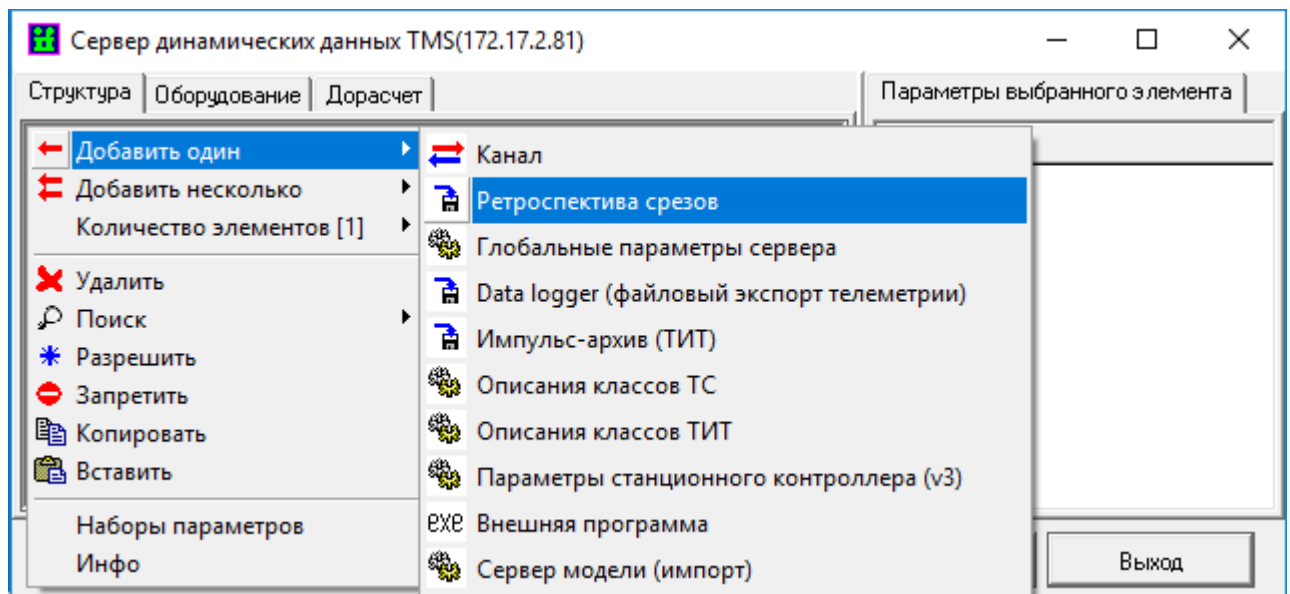 Сервер динамических данных TMS(172.17.2.81)
Структура Оборудование Дорасчет
Параметры выбранного элемента
Добавить один
Добавить несколько
Количество элементов [1]
Удалить
Поиск
Разрешить
Запретить
Копировать
Вставить
Наборы параметров
Инфо
Канал
Ретроспектива срезов
Глобальные параметры сервера
Data logger (файловый экспорт телеметрии)
Импульс-архив (ТИТ)
Описания классов ТС
Описания классов ТИТ
Параметры станционного контроллера (v3)
exe Внешняя программа
Сервер модели (импорт)
Выход